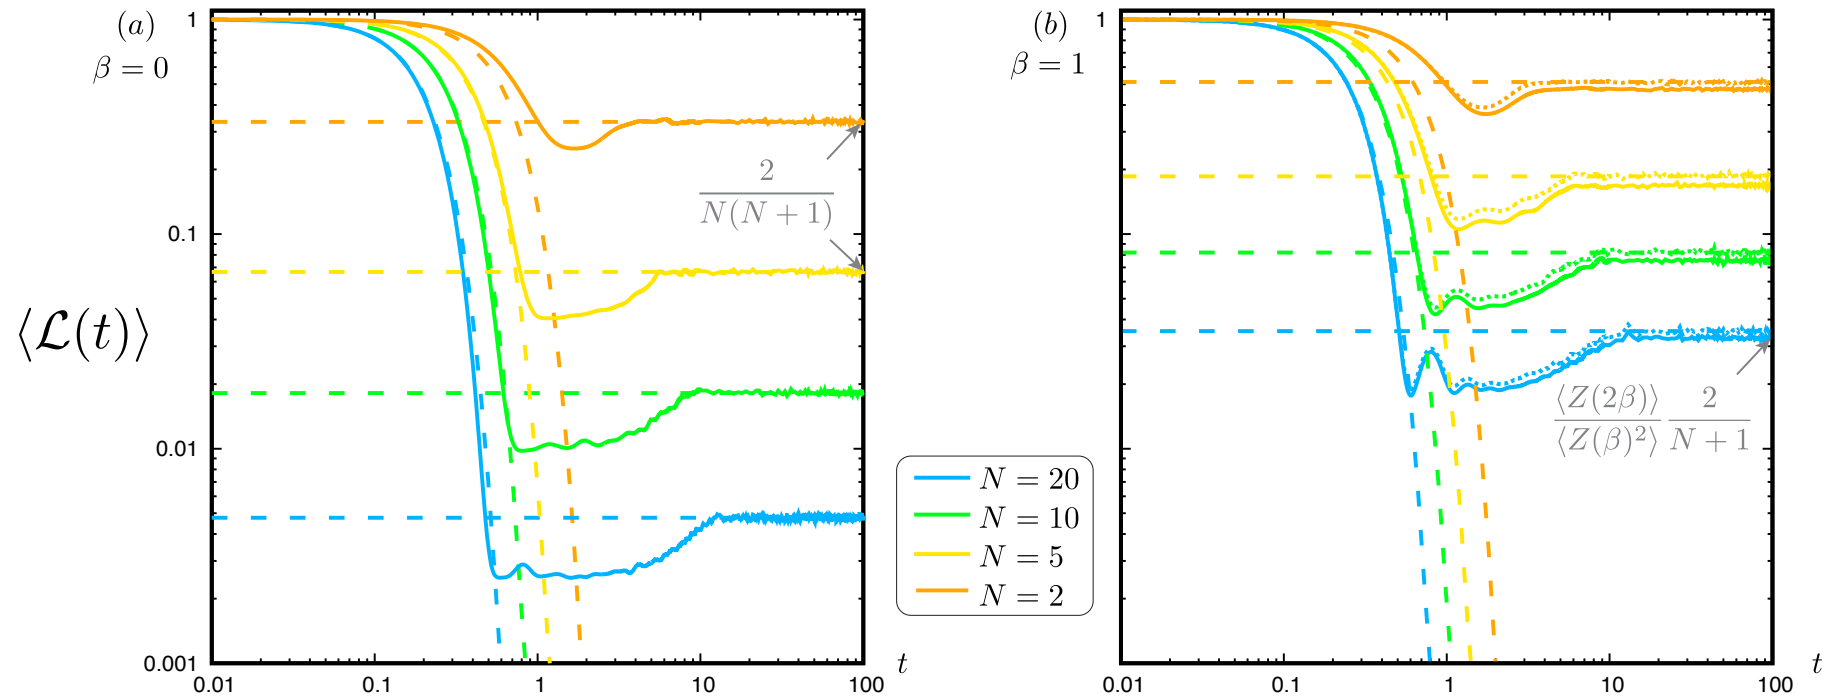 (a)
β = 0
⟨ℒ(t)⟩
1
0.1
0.01
0.001
0.01 0.1 1 10 100
t
2
N(N + 1)
N = 20
N = 10
N = 5
N = 2
(b)
β = 1
1
⟨Z(2β)⟩ 2
⟨Z(β)²⟩ N + 1
0.01 0.1 1 10 100
t